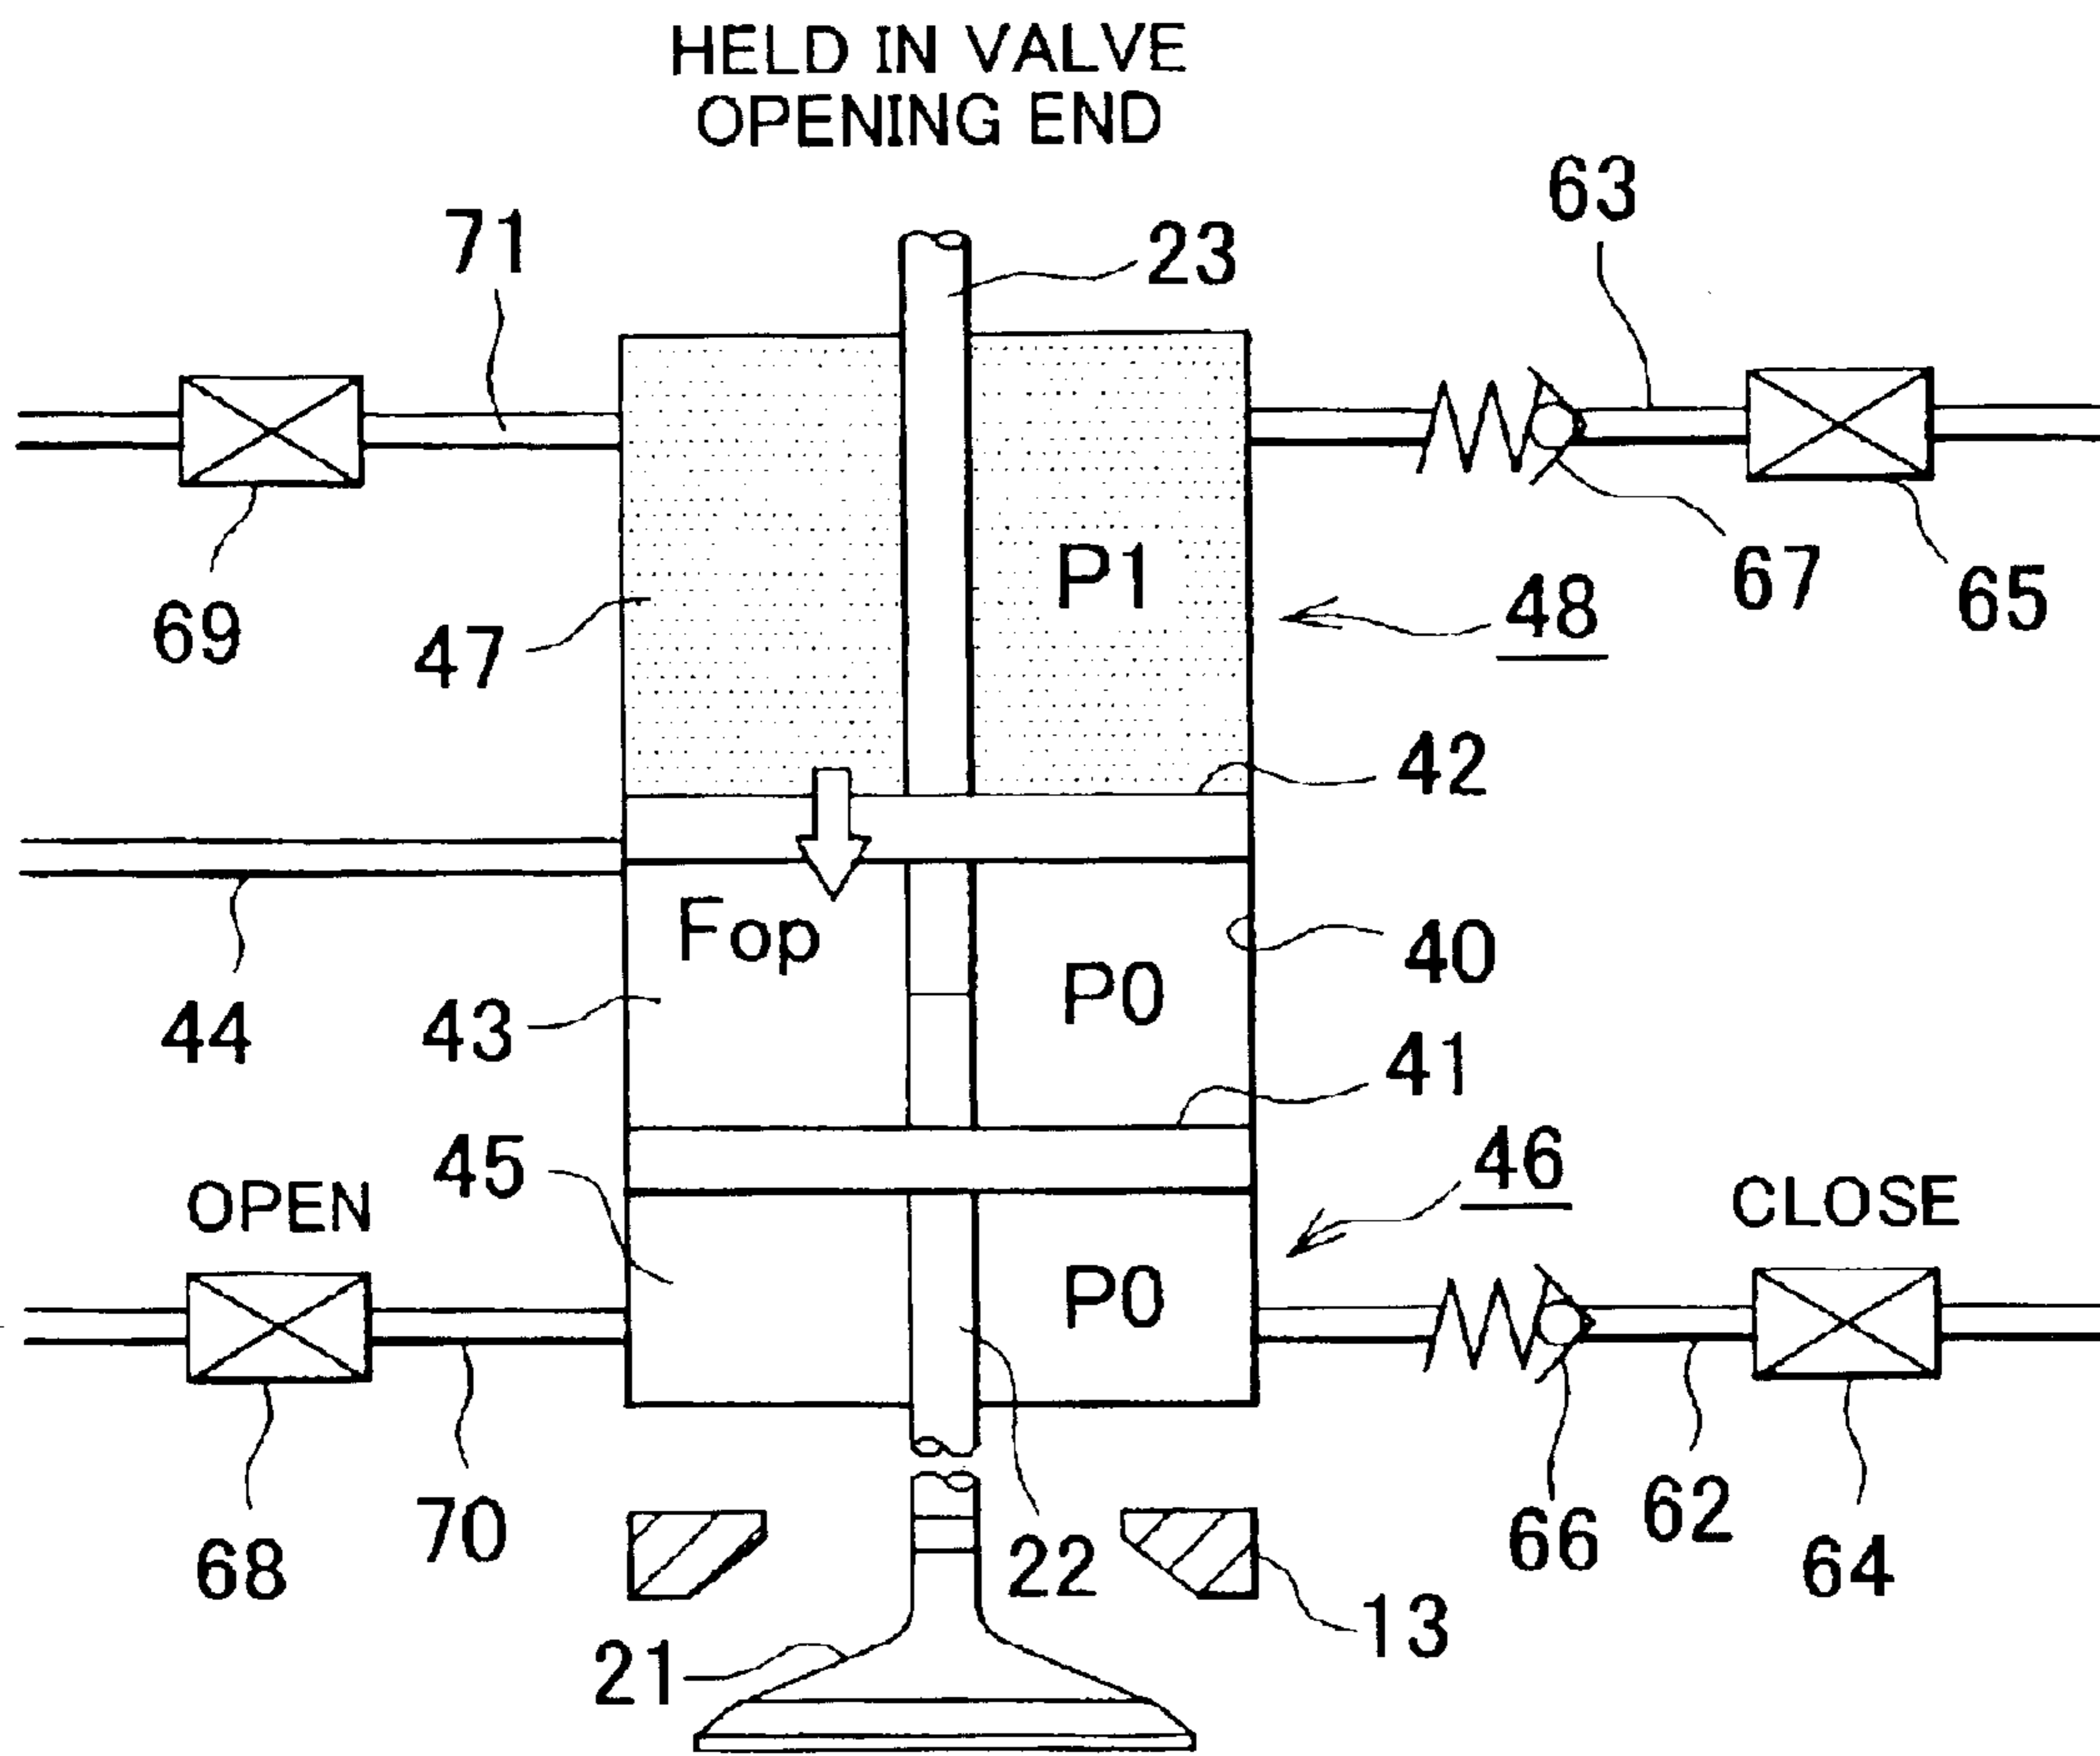 HELD IN VALVE
OPENING END
63
71
23
67
65
69
47
P1
48
42
Fop
40
44
43
P0
41
45
46
OPEN
CLOSE
P0
70
62
66
68
22
64
13
21